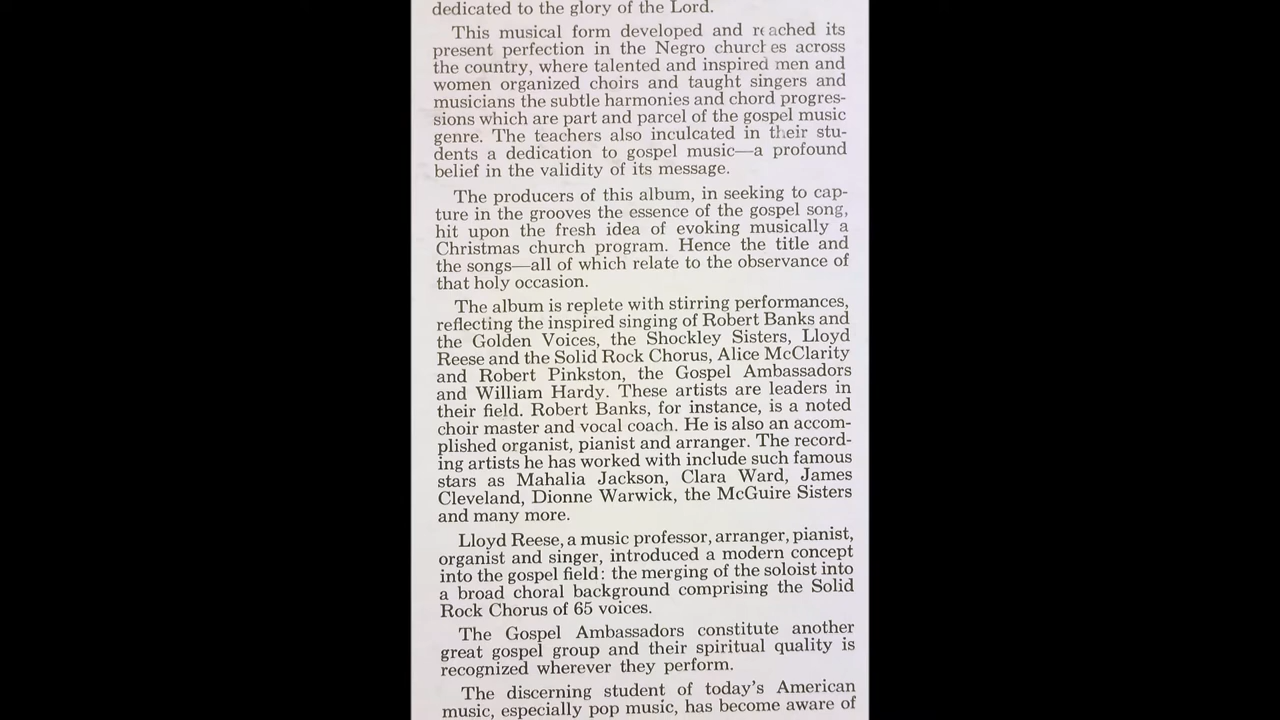 dedicated to the glory of the Lord.
This musical form developed and reached its
present perfection in the Negro churches across
the country, where talented and inspired men and
women organized choirs and taught singers and
musicians the subtle harmonies and chord progres-
sions which are part and parcel of the gospel music
genre. The teachers also inculcated in their stu-
dents a dedication to gospel music—a profound
belief in the validity of its message.
The producers of this album, in seeking to cap-
ture in the grooves the essence of the gospel song,
hit upon the fresh idea of evoking musically a
Christmas church program. Hence the title and
the songs—all of which relate to the observance of
that holy occasion.
The album is replete with stirring performances,
reflecting the inspired singing of Robert Banks and
the Golden Voices, the Shockley Sisters, Lloyd
Reese and the Solid Rock Chorus, Alice McClarity
and Robert Pinkston, the Gospel Ambassadors
and William Hardy. These artists are leaders in
their field. Robert Banks, for instance, is a noted
choir master and vocal coach. He is also an accom-
plished organist, pianist and arranger. The record-
ing artists he has worked with include such famous
stars as Mahalia Jackson, Clara Ward, James
Cleveland, Dionne Warwick, the McGuire Sisters
and many more.
Lloyd Reese, a music professor, arranger, pianist,
organist and singer, introduced a modern concept
into the gospel field: the merging of the soloist into
a broad choral background comprising the Solid
Rock Chorus of 65 voices.
The Gospel Ambassadors constitute another
great gospel group and their spiritual quality is
recognized wherever they perform.
The discerning student of today's American
music, especially pop music, has become aware of